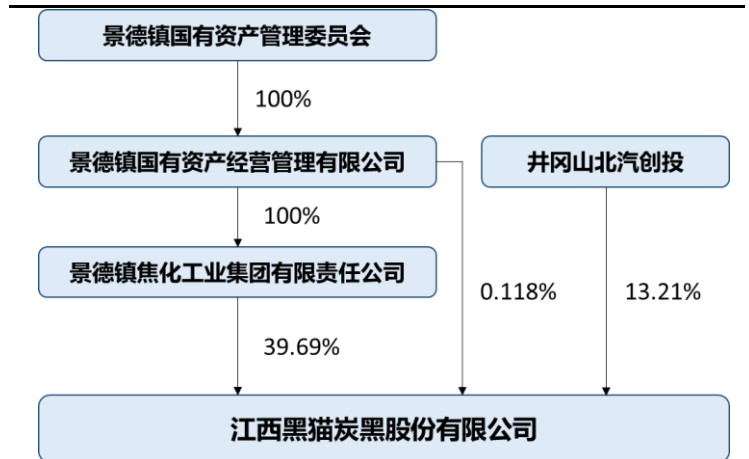 景德镇国有资产管理委员会
100%
景德镇国有资产经营管理有限公司
井冈山北汽创投
100%
景德镇焦化工业集团有限责任公司
0.118%
13.21%
39.69%
江西黑猫炭黑股份有限公司